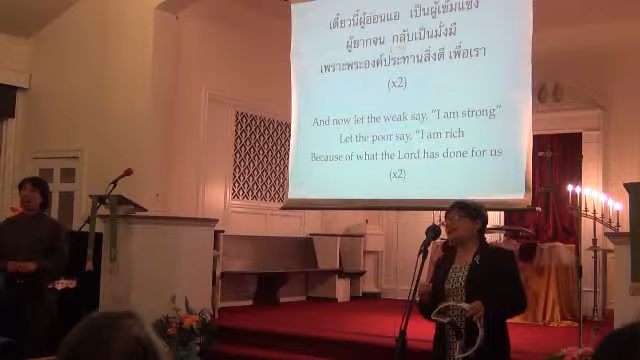 เดี๋ยวนี้ผู้อ่อนแอ เป็นผู้เข้มแข็ง
ผู้ยากจน กลับเป็นมั่งมี
เพราะพระองค์ประทานสิ่งดี เพื่อเรา
(x2)
And now let the weak say, “I am strong”
Let the poor say, “I am rich
Because of what the Lord has done for us
(x2)